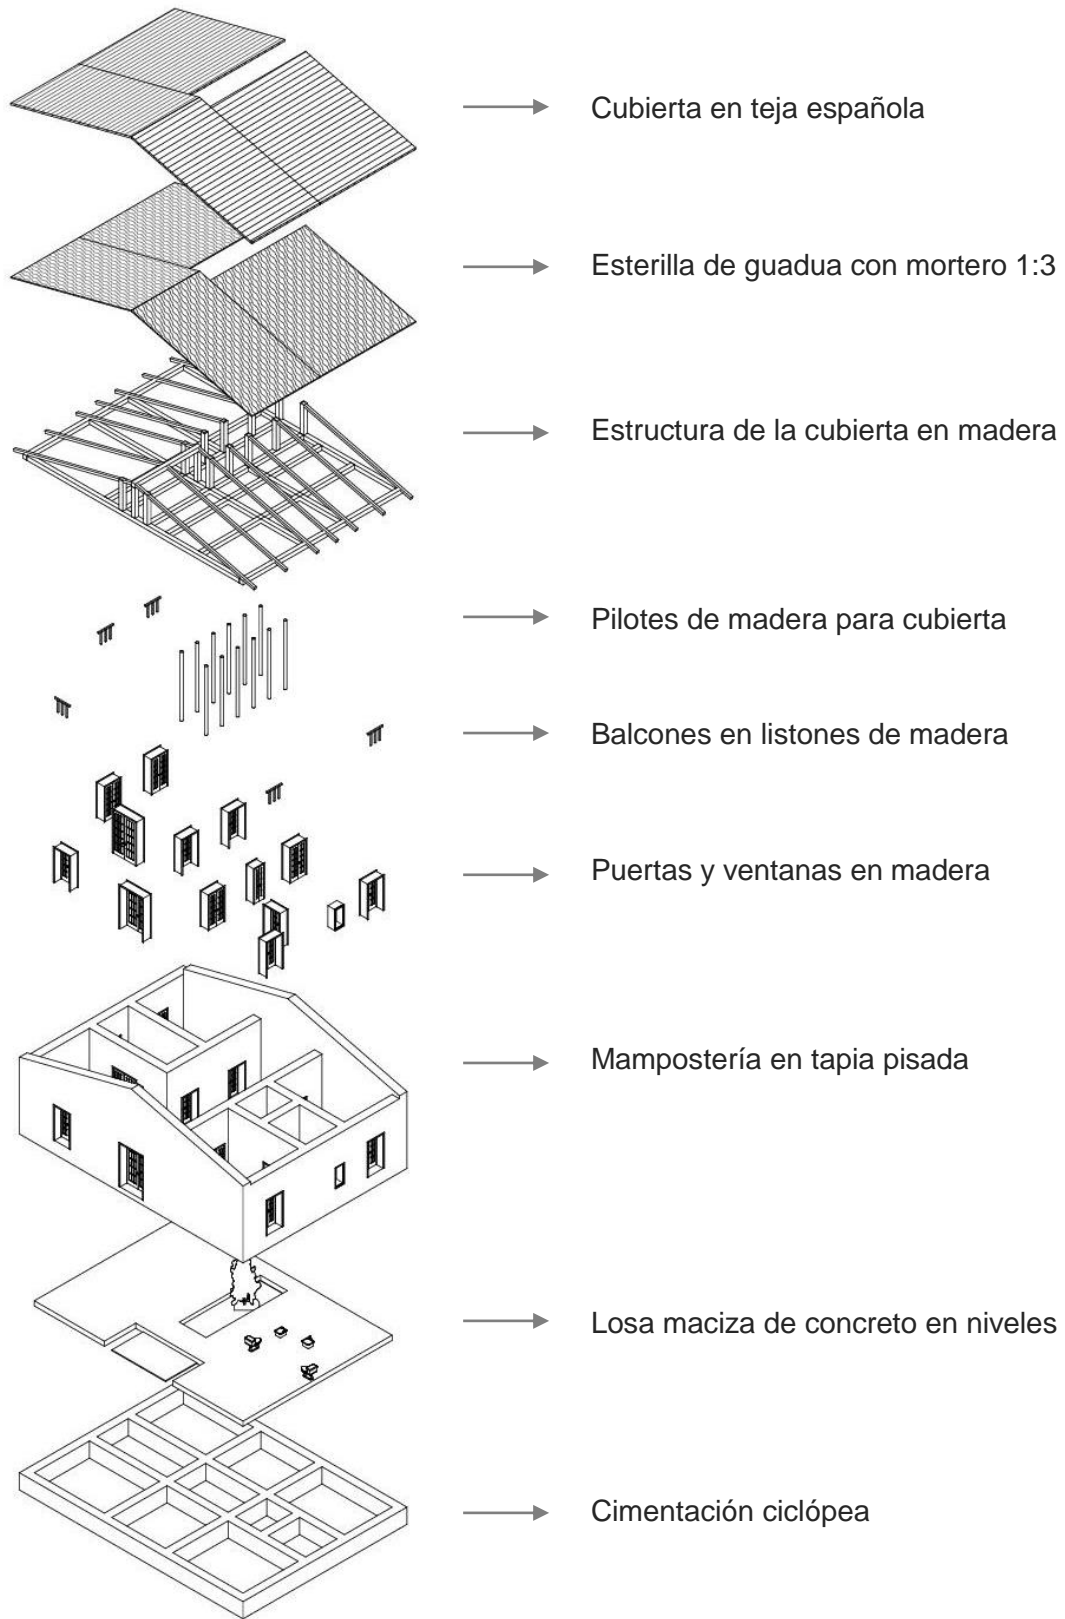 Cubierta en teja española
Esterilla de guadua con mortero 1:3
Estructura de la cubierta en madera
Pilotes de madera para cubierta
Balcones en listones de madera
Puertas y ventanas en madera
Mampostería en tapia pisada
Losa maciza de concreto en niveles
Cimentación ciclópea